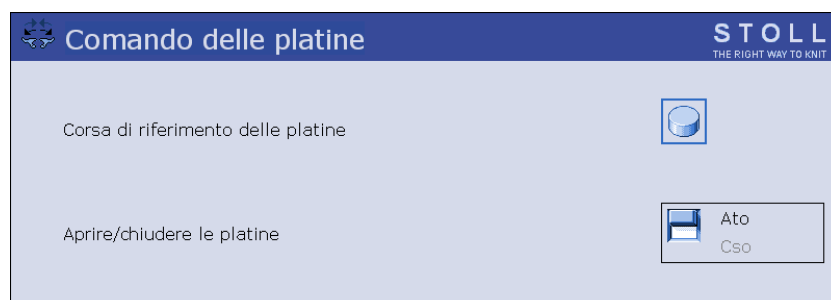 Comando delle platine
STOLL
THE RIGHT WAY TO KNIT
Corsa di riferimento delle platine
Aprire/chiudere le platine
Ato
Cso